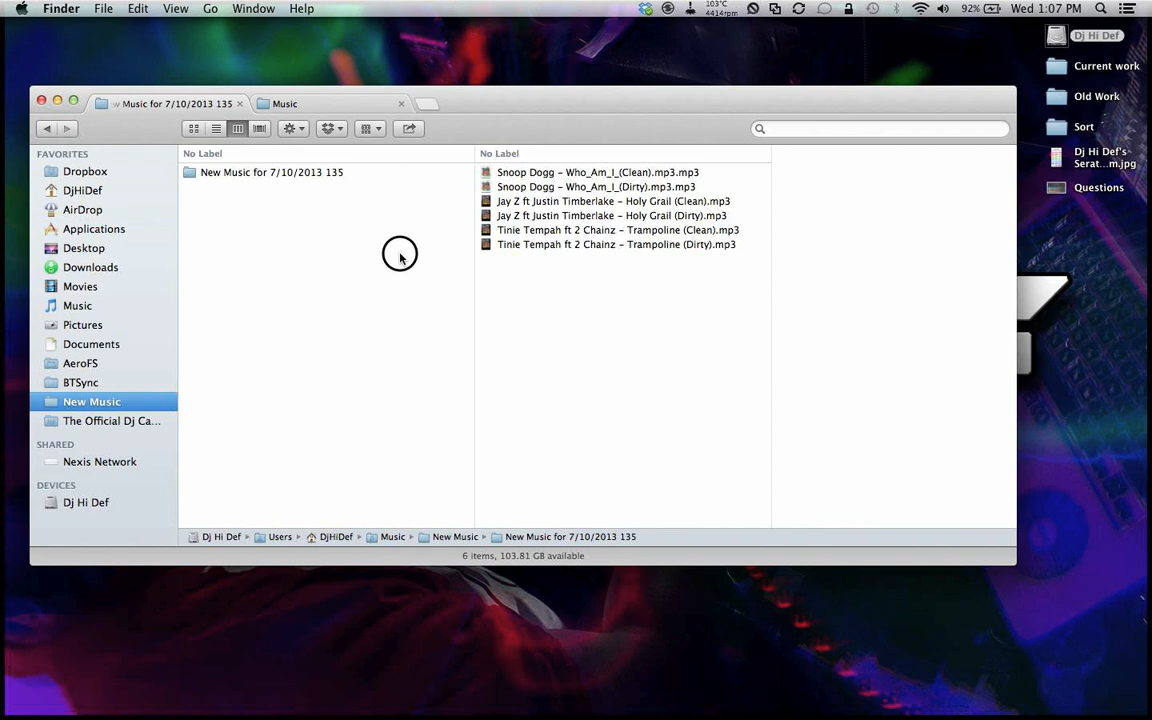 Finder File Edit View Go Window Help 103°C 4414rpm 92% Wed 1:07 PM
Dj Hi Def
Current work
Old Work
Sort
Dj Hi Def's
Serat...m.jpg
Questions
w Music for 7/10/2013 135
Music
FAVORITES
Dropbox
DjHiDef
AirDrop
Applications
Desktop
Downloads
Movies
Music
Pictures
Documents
AeroFS
BTSync
New Music
The Official Dj Ca...
SHARED
Nexis Network
DEVICES
Dj Hi Def
No Label
New Music for 7/10/2013 135
No Label
Snoop Dogg – Who_Am_I_(Clean).mp3.mp3
Snoop Dogg – Who_Am_I_(Dirty).mp3.mp3
Jay Z ft Justin Timberlake – Holy Grail (Clean).mp3
Jay Z ft Justin Timberlake – Holy Grail (Dirty).mp3
Tinie Tempah ft 2 Chainz – Trampoline (Clean).mp3
Tinie Tempah ft 2 Chainz – Trampoline (Dirty).mp3
Dj Hi Def Users DjHiDef Music New Music New Music for 7/10/2013 135
6 items, 103.81 GB available